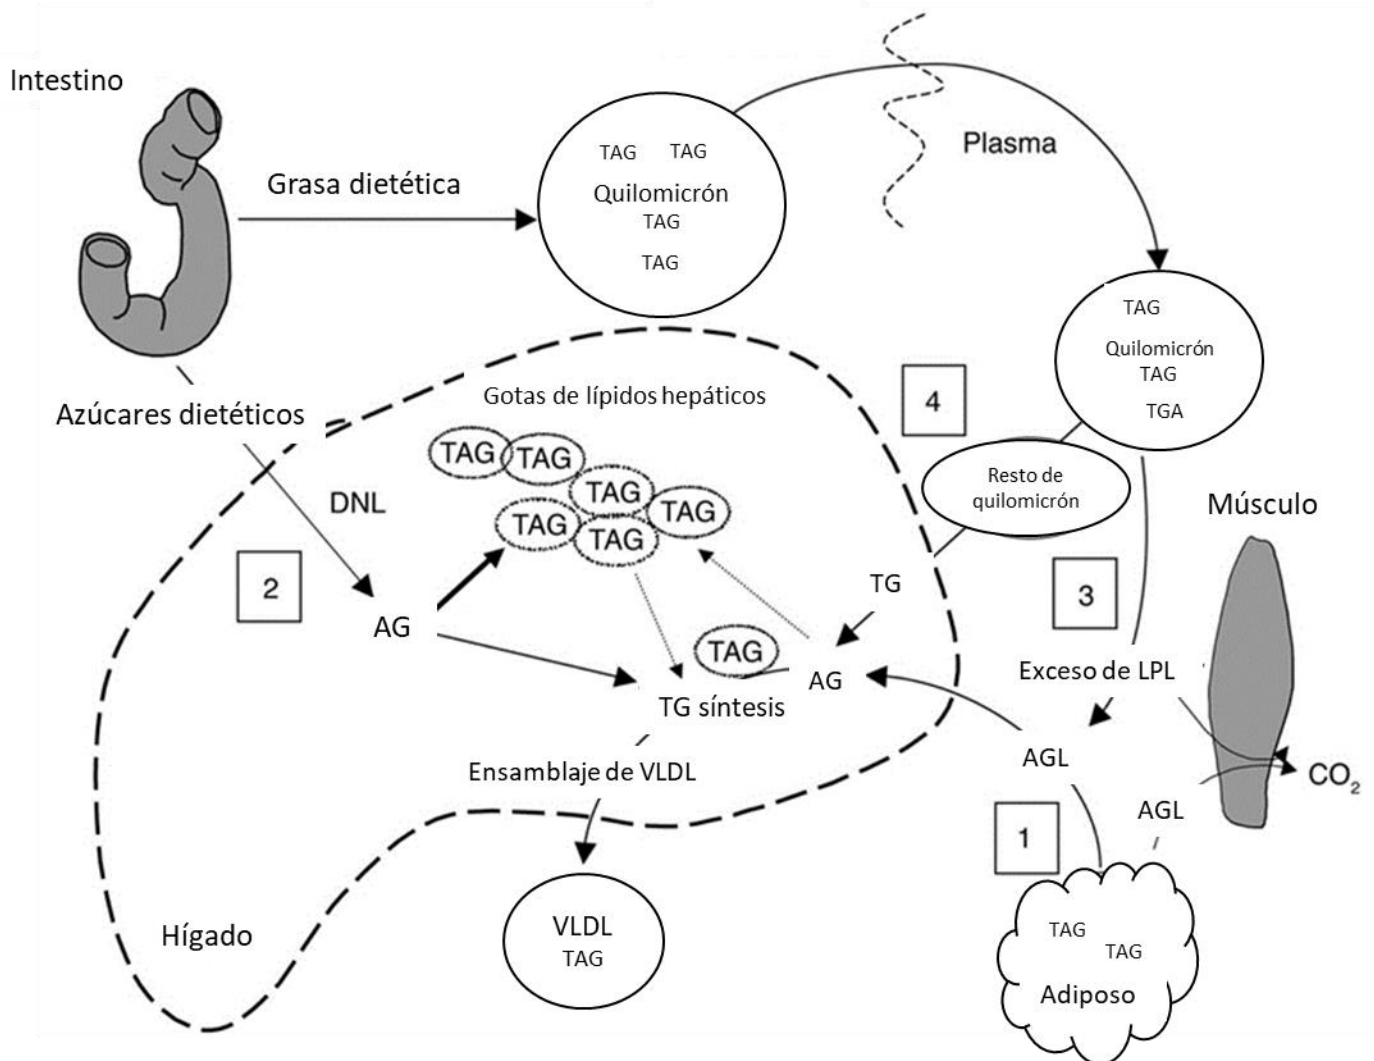 Intestino
Grasa dietética
TAG TAG
Quilomicrón
TAG
TAG
Plasma
TAG
Quilomicrón
TAG
TGA
Azúcares dietéticos
Gotas de lípidos hepáticos
4
TAG
TAG
TAG
TAG
TAG
TAG
Resto de
quilomicrón
Músculo
DNL
2
TG
3
AG
TAG
AG
Exceso de LPL
TG síntesis
AGL
CO2
Ensamblaje de VLDL
AGL
1
VLDL
TAG
Hígado
TAG
TAG
Adiposo